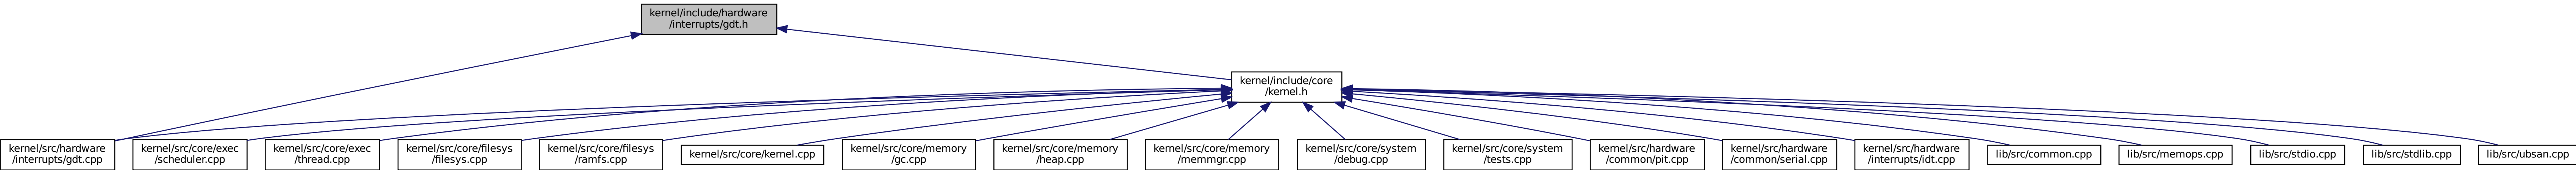 kernel/include/hardware
/interrupts/gdt.h
kernel/include/core
/kernel.h
kernel/src/hardware
/interrupts/gdt.cpp
kernel/src/core/exec
/scheduler.cpp
kernel/src/core/exec
/thread.cpp
kernel/src/core/filesys
/filesys.cpp
kernel/src/core/filesys
/ramfs.cpp
kernel/src/core/kernel.cpp
kernel/src/core/memory
/gc.cpp
kernel/src/core/memory
/heap.cpp
kernel/src/core/memory
/memmgr.cpp
kernel/src/core/system
/debug.cpp
kernel/src/core/system
/tests.cpp
kernel/src/hardware
/common/pit.cpp
kernel/src/hardware
/common/serial.cpp
kernel/src/hardware
/interrupts/idt.cpp
lib/src/common.cpp
lib/src/memops.cpp
lib/src/stdio.cpp
lib/src/stdlib.cpp
lib/src/ubsan.cpp